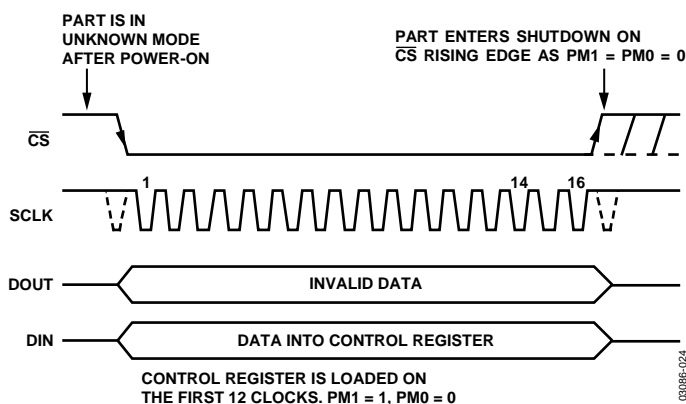 PART IS IN
UNKNOWN MODE
AFTER POWER-ON
PART ENTERS SHUTDOWN ON
CS RISING EDGE AS PM1 = PM0 = 0
CS
1
14
16
SCLK
DOUT
INVALID DATA
DIN
DATA INTO CONTROL REGISTER
CONTROL REGISTER IS LOADED ON
THE FIRST 12 CLOCKS. PM1 = 1, PM0 = 0
03086-024